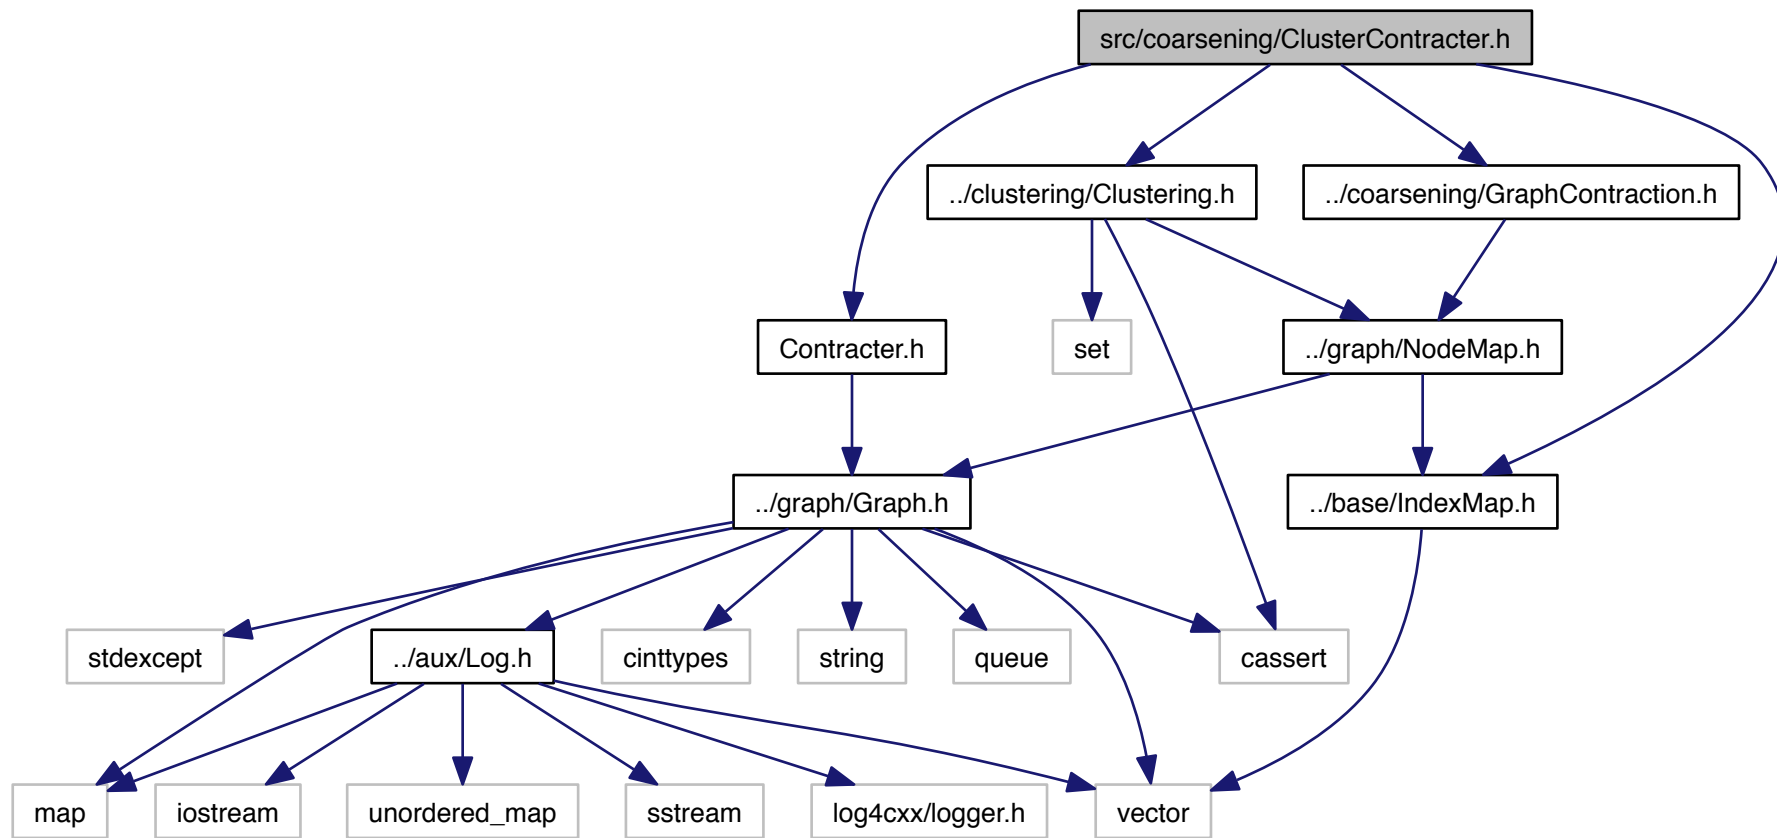 src/coarsening/ClusterContracter.h
../clustering/Clustering.h
../coarsening/GraphContraction.h
Contracter.h
set
../graph/NodeMap.h
../graph/Graph.h
../base/IndexMap.h
stdexcept
../aux/Log.h
cinttypes
string
queue
cassert
map
iostream
unordered_map
sstream
log4cxx/logger.h
vector